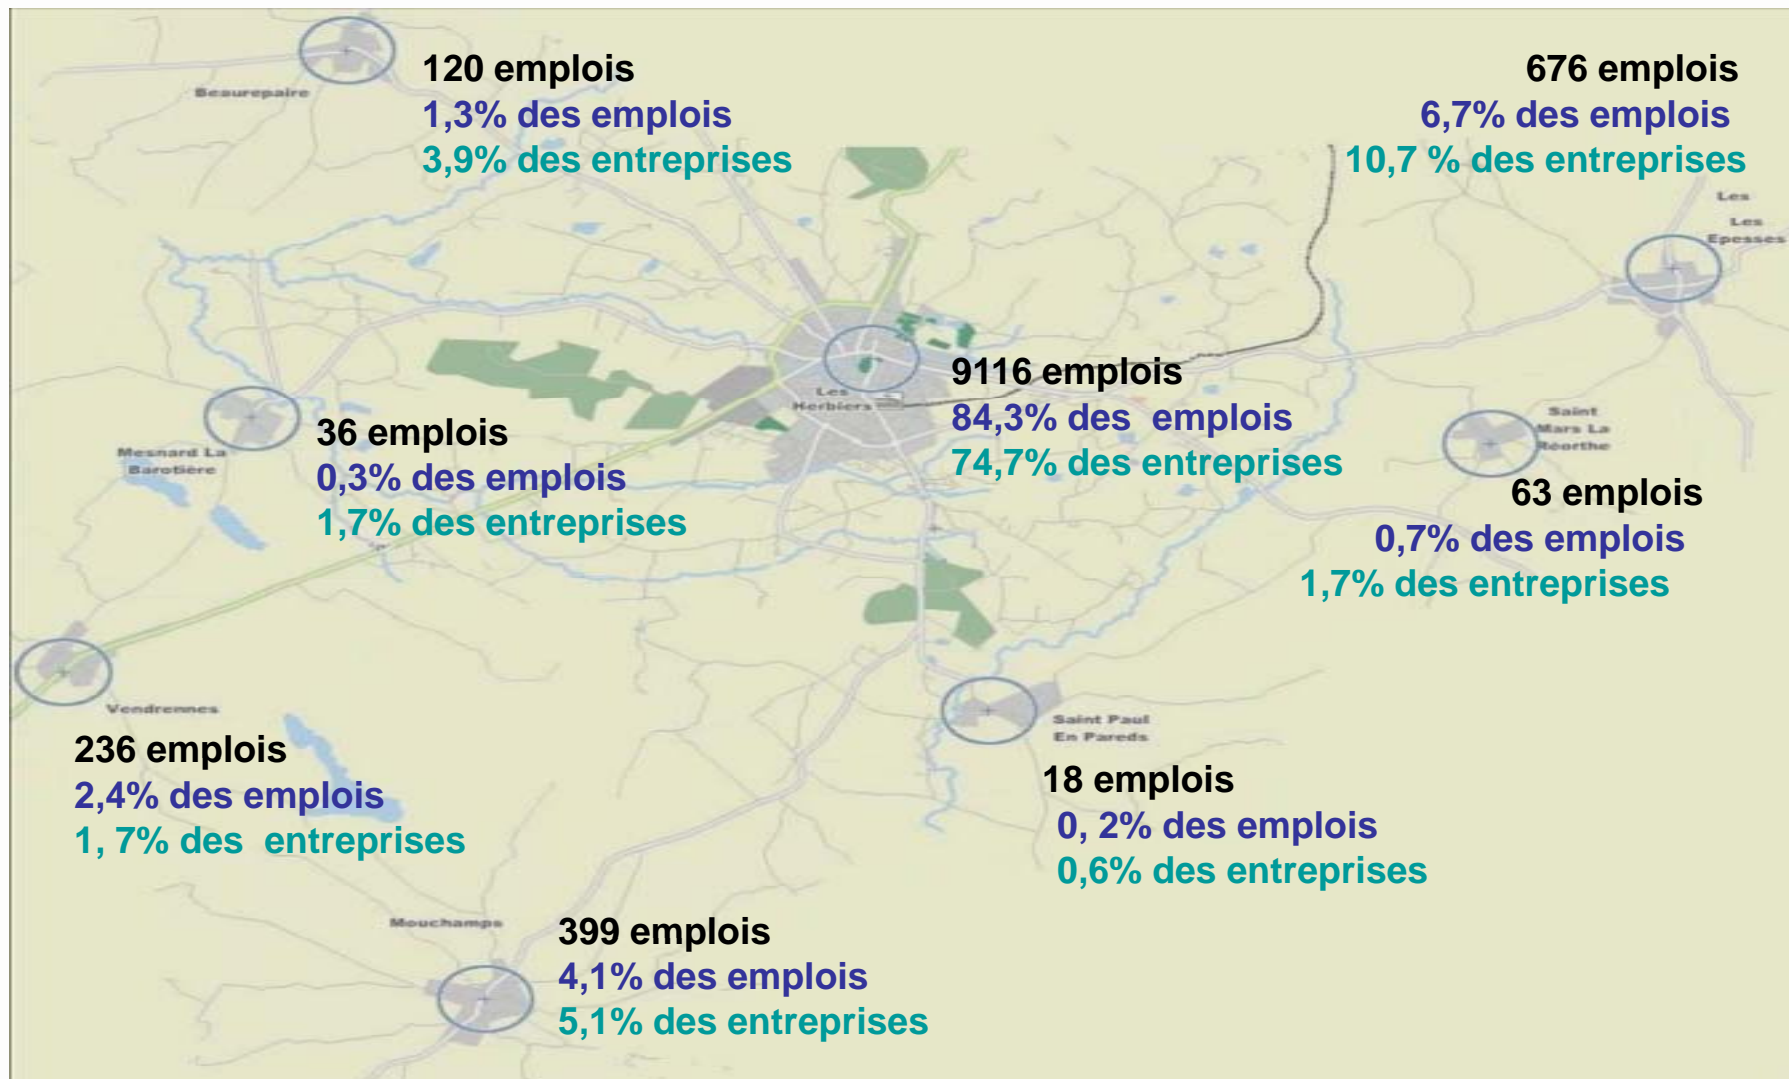 Beaurepaire
120 emplois
1,3% des emplois
3,9% des entreprises
676 emplois
6,7% des emplois
10,7 % des entreprises
Les
Les
Epesses
Les
Herbiers
9116 emplois
84,3% des  emplois
74,7% des entreprises
Mesnard La
Barotière
36 emplois
0,3% des emplois
1,7% des entreprises
Saint
Mars La
Réorthe
63 emplois
0,7% des emplois
1,7% des entreprises
Vendrennes
236 emplois
2,4% des emplois
1, 7% des  entreprises
Saint Paul
En Pareds
18 emplois
0, 2% des emplois
0,6% des entreprises
Mouchamps
399 emplois
4,1% des emplois
5,1% des entreprises